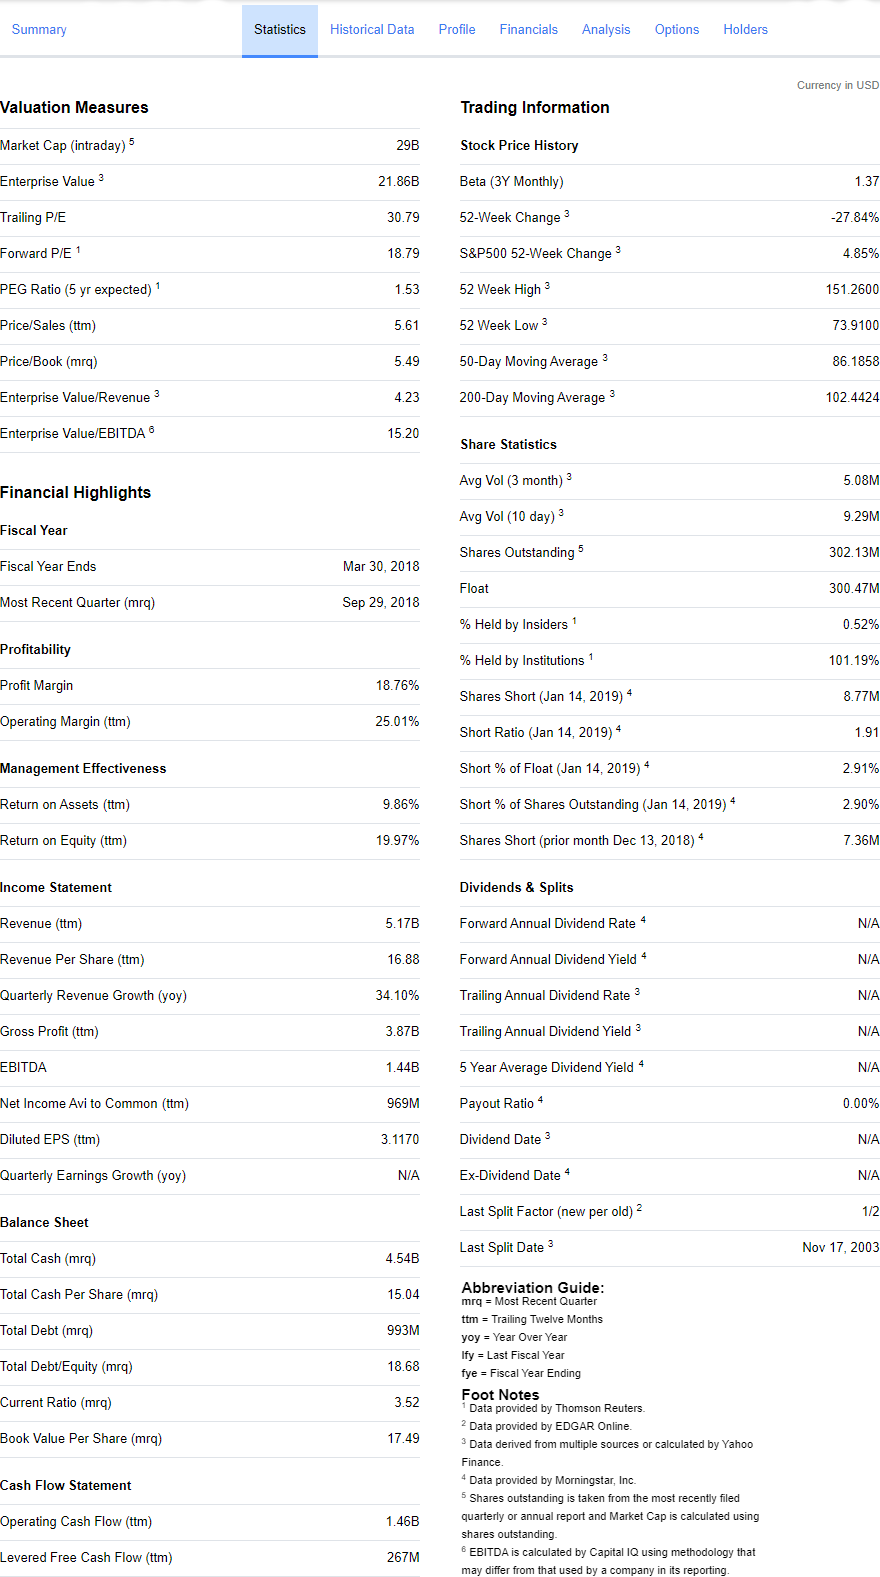 Summary
Statistics
Historical Data
Profile
Financials
Analysis
Options
Holders
Currency in USD
Valuation Measures
Market Cap (intraday) 5 29B
Enterprise Value 3 21.86B
Trailing P/E 30.79
Forward P/E 1 18.79
PEG Ratio (5 yr expected) 1 1.53
Price/Sales (ttm) 5.61
Price/Book (mrq) 5.49
Enterprise Value/Revenue 3 4.23
Enterprise Value/EBITDA 6 15.20
Financial Highlights
Fiscal Year
Fiscal Year Ends Mar 30, 2018
Most Recent Quarter (mrq) Sep 29, 2018
Profitability
Profit Margin 18.76%
Operating Margin (ttm) 25.01%
Management Effectiveness
Return on Assets (ttm) 9.86%
Return on Equity (ttm) 19.97%
Income Statement
Revenue (ttm) 5.17B
Revenue Per Share (ttm) 16.88
Quarterly Revenue Growth (yoy) 34.10%
Gross Profit (ttm) 3.87B
EBITDA 1.44B
Net Income Avi to Common (ttm) 969M
Diluted EPS (ttm) 3.1170
Quarterly Earnings Growth (yoy) N/A
Balance Sheet
Total Cash (mrq) 4.54B
Total Cash Per Share (mrq) 15.04
Total Debt (mrq) 993M
Total Debt/Equity (mrq) 18.68
Current Ratio (mrq) 3.52
Book Value Per Share (mrq) 17.49
Cash Flow Statement
Operating Cash Flow (ttm) 1.46B
Levered Free Cash Flow (ttm) 267M
Trading Information
Stock Price History
Beta (3Y Monthly) 1.37
52-Week Change 3 -27.84%
S&P500 52-Week Change 3 4.85%
52 Week High 3 151.2600
52 Week Low 3 73.9100
50-Day Moving Average 3 86.1858
200-Day Moving Average 3 102.4424
Share Statistics
Avg Vol (3 month) 3 5.08M
Avg Vol (10 day) 3 9.29M
Shares Outstanding 5 302.13M
Float 300.47M
% Held by Insiders 1 0.52%
% Held by Institutions 1 101.19%
Shares Short (Jan 14, 2019) 4 8.77M
Short Ratio (Jan 14, 2019) 4 1.91
Short % of Float (Jan 14, 2019) 4 2.91%
Short % of Shares Outstanding (Jan 14, 2019) 4 2.90%
Shares Short (prior month Dec 13, 2018) 4 7.36M
Dividends & Splits
Forward Annual Dividend Rate 4 N/A
Forward Annual Dividend Yield 4 N/A
Trailing Annual Dividend Rate 3 N/A
Trailing Annual Dividend Yield 3 N/A
5 Year Average Dividend Yield 4 N/A
Payout Ratio 4 0.00%
Dividend Date 3 N/A
Ex-Dividend Date 4 N/A
Last Split Factor (new per old) 2 1/2
Last Split Date 3 Nov 17, 2003
Abbreviation Guide:
mrq = Most Recent Quarter
ttm = Trailing Twelve Months
yoy = Year Over Year
lfy = Last Fiscal Year
fye = Fiscal Year Ending
Foot Notes
1 Data provided by Thomson Reuters.
2 Data provided by EDGAR Online.
3 Data derived from multiple sources or calculated by Yahoo
Finance.
4 Data provided by Morningstar, Inc.
5 Shares outstanding is taken from the most recently filed
quarterly or annual report and Market Cap is calculated using
shares outstanding.
6 EBITDA is calculated by Capital IQ using methodology that
may differ from that used by a company in its reporting.